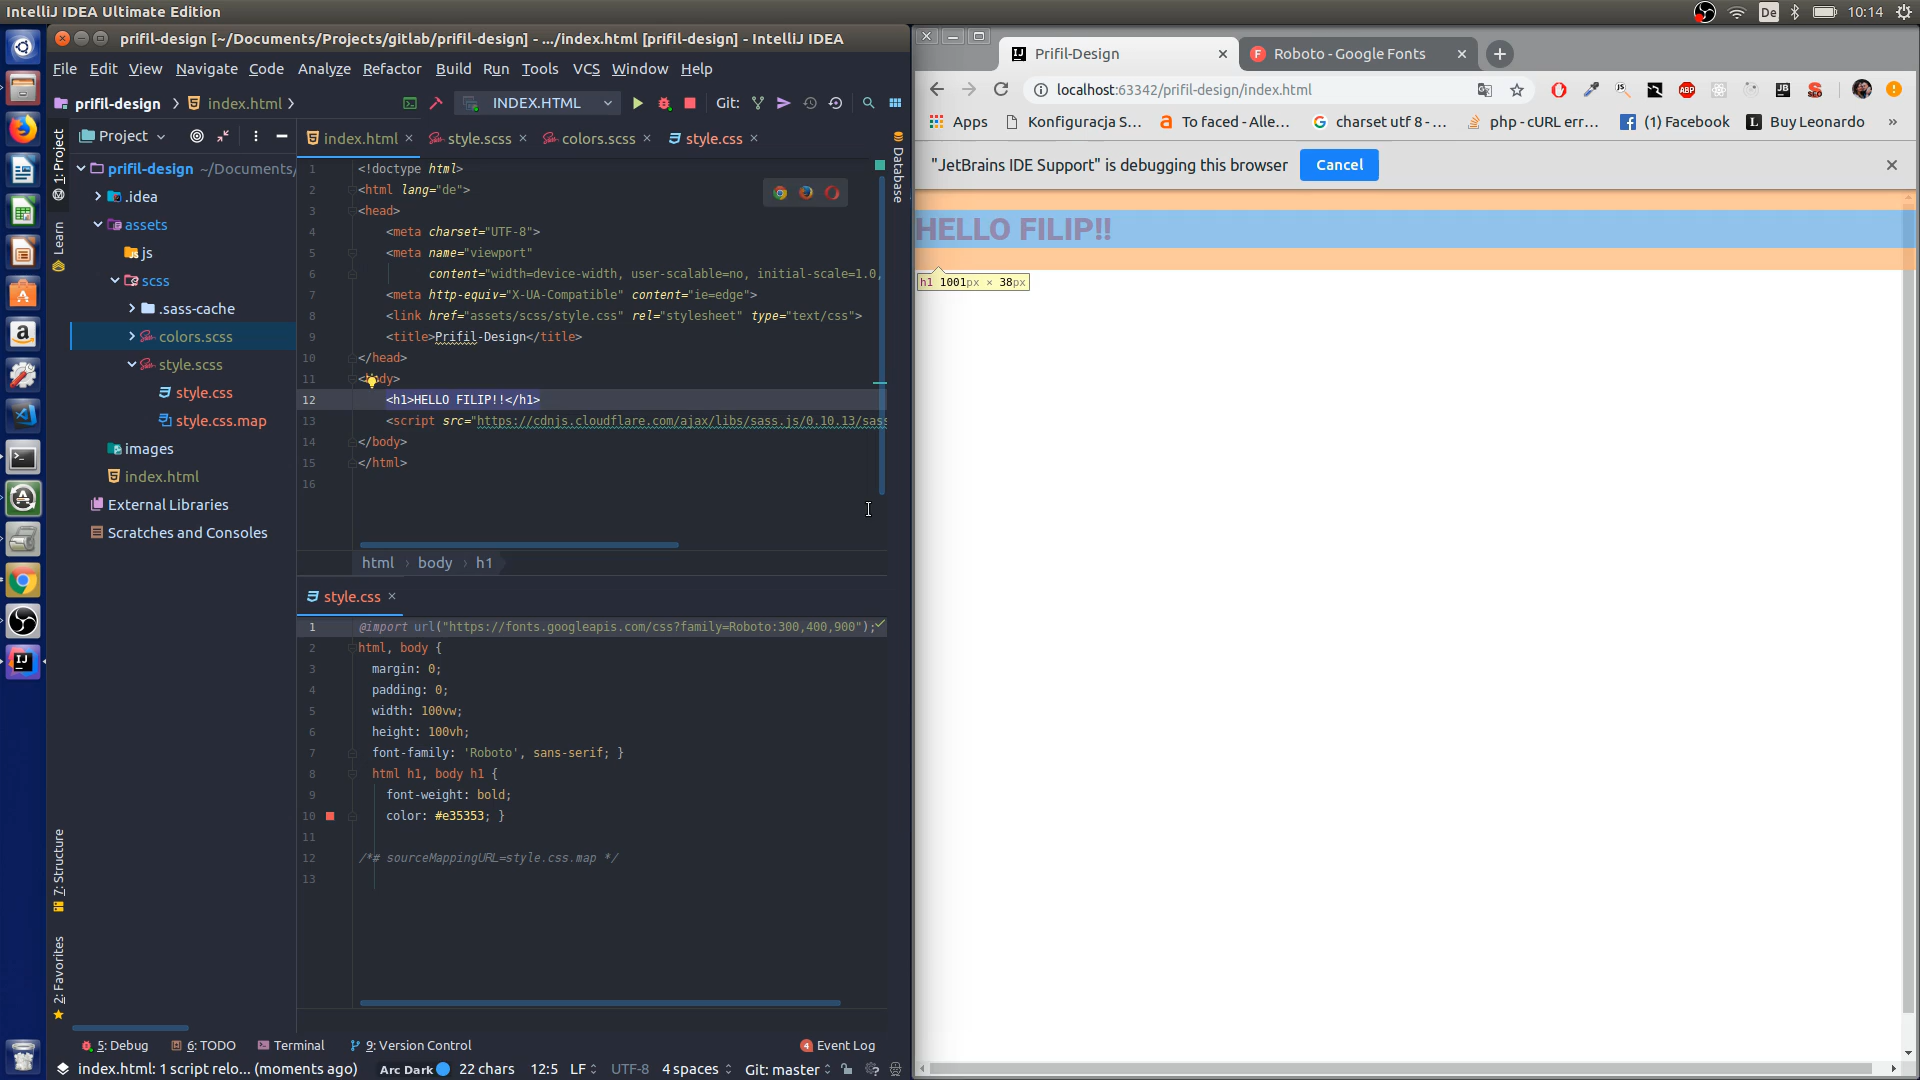 IntelliJ IDEA Ultimate Edition
De
10:14
prifil-design [~/Documents/Projects/gitlab/prifil-design] - .../index.html [prifil-design] - IntelliJ IDEA
File Edit View Navigate Code Analyze Refactor Build Run Tools VCS Window Help
prifil-design index.html
INDEX.HTML
Git:
Project
index.html
style.scss
colors.scss
style.css
1: Project
Learn
7: Structure
2: Favorites
Database
prifil-design ~/Documents/
.idea
assets
js
scss
.sass-cache
colors.scss
style.scss
style.css
style.css.map
images
index.html
External Libraries
Scratches and Consoles
1 <!doctype html>
2 <html lang="de">
3 <head>
4 <meta charset="UTF-8">
5 <meta name="viewport"
6 content="width=device-width, user-scalable=no, initial-scale=1.0,
7 <meta http-equiv="X-UA-Compatible" content="ie=edge">
8 <link href="assets/scss/style.css" rel="stylesheet" type="text/css">
9 <title>Prifil-Design</title>
10 </head>
11 <body>
12 <h1>HELLO FILIP!!</h1>
13 <script src="https://cdnjs.cloudflare.com/ajax/libs/sass.js/0.10.13/sass
14 </body>
15 </html>
16
html body h1
style.css
1 @import url("https://fonts.googleapis.com/css?family=Roboto:300,400,900");
2 html, body {
3 margin: 0;
4 padding: 0;
5 width: 100vw;
6 height: 100vh;
7 font-family: 'Roboto', sans-serif; }
8 html h1, body h1 {
9 font-weight: bold;
10 color: #e35353; }
11
12 /*# sourceMappingURL=style.css.map */
13
5: Debug
6: TODO
Terminal
9: Version Control
4 Event Log
index.html: 1 script relo... (moments ago)
Arc Dark
22 chars
12:5
LF
UTF-8
4 spaces
Git: master
Prifil-Design
Roboto - Google Fonts
localhost:63342/prifil-design/index.html
ABP
JB
Apps
Konfiguracja S...
To faced - Alle...
charset utf 8 - ...
php - cURL err...
(1) Facebook
Buy Leonardo
»
"JetBrains IDE Support" is debugging this browser
Cancel
HELLO FILIP!!
h1 1001px × 38px